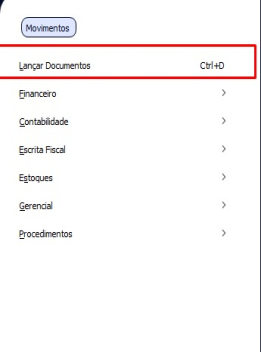 Movimentos
Lançar Documentos Ctrl+D
Financeiro
Contabilidade
Escrita Fiscal
Estoques
Gerencial
Procedimentos